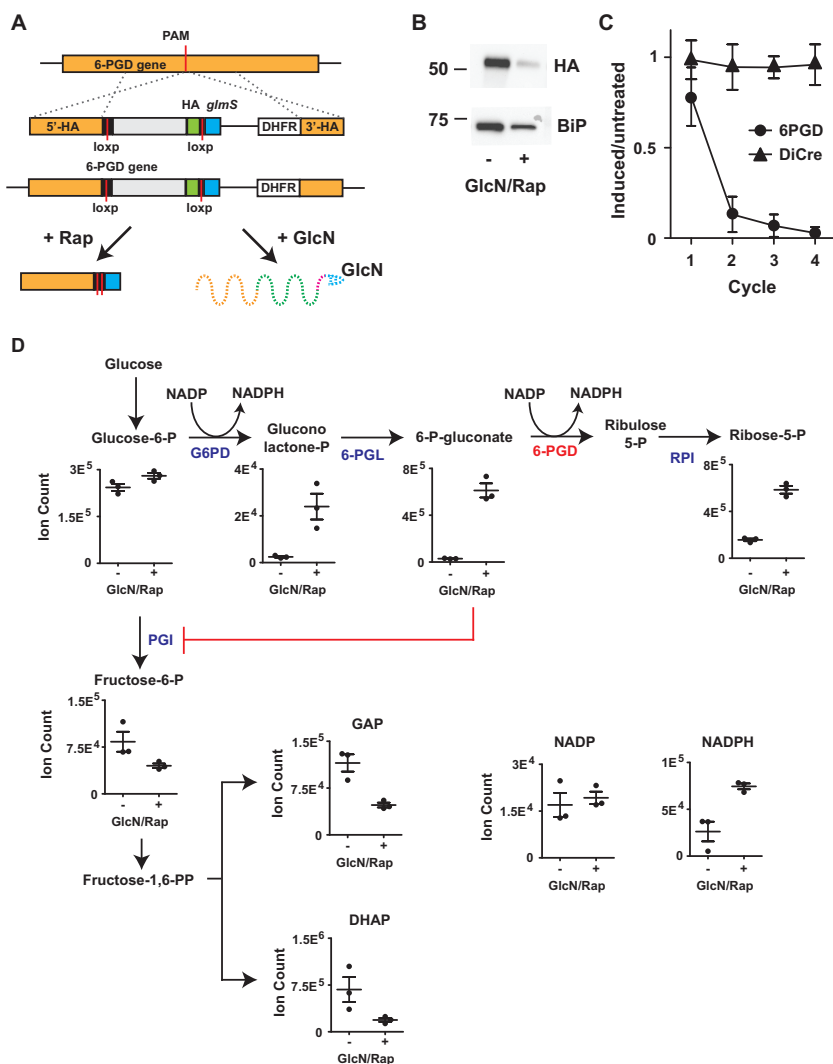 A
PAM
6-PGD gene
HA glmS
5'-HA
DHFR
3'-HA
loxp
loxp
6-PGD gene
DHFR
loxp
loxp
+ Rap
+ GlcN
GlcN
B
50
HA
75
BiP
- +
GlcN/Rap
C
Induced/untreated
1
0.5
0
6PGD
DiCre
1 2 3 4
Cycle
D
Glucose
NADP
NADPH
NADP
NADPH
Glucose-6-P
G6PD
Glucono
lactone-P
6-PGL
6-P-gluconate
6-PGD
Ribulose
5-P
RPI
Ribose-5-P
Ion Count
3E5
1.5E5
0
- +
GlcN/Rap
4E4
2E4
0
- +
GlcN/Rap
8E5
4E5
0
- +
GlcN/Rap
8E5
4E5
0
- +
GlcN/Rap
PGI
Fructose-6-P
Ion Count
1.5E5
7.5E4
0
- +
GlcN/Rap
GAP
Ion Count
1.5E5
7.5E4
0
- +
GlcN/Rap
NADP
Ion Count
3E4
1.5E4
0
- +
GlcN/Rap
NADPH
1E5
5E4
0
- +
GlcN/Rap
Fructose-1,6-PP
DHAP
Ion Count
1.5E6
7.5E5
0
- +
GlcN/Rap